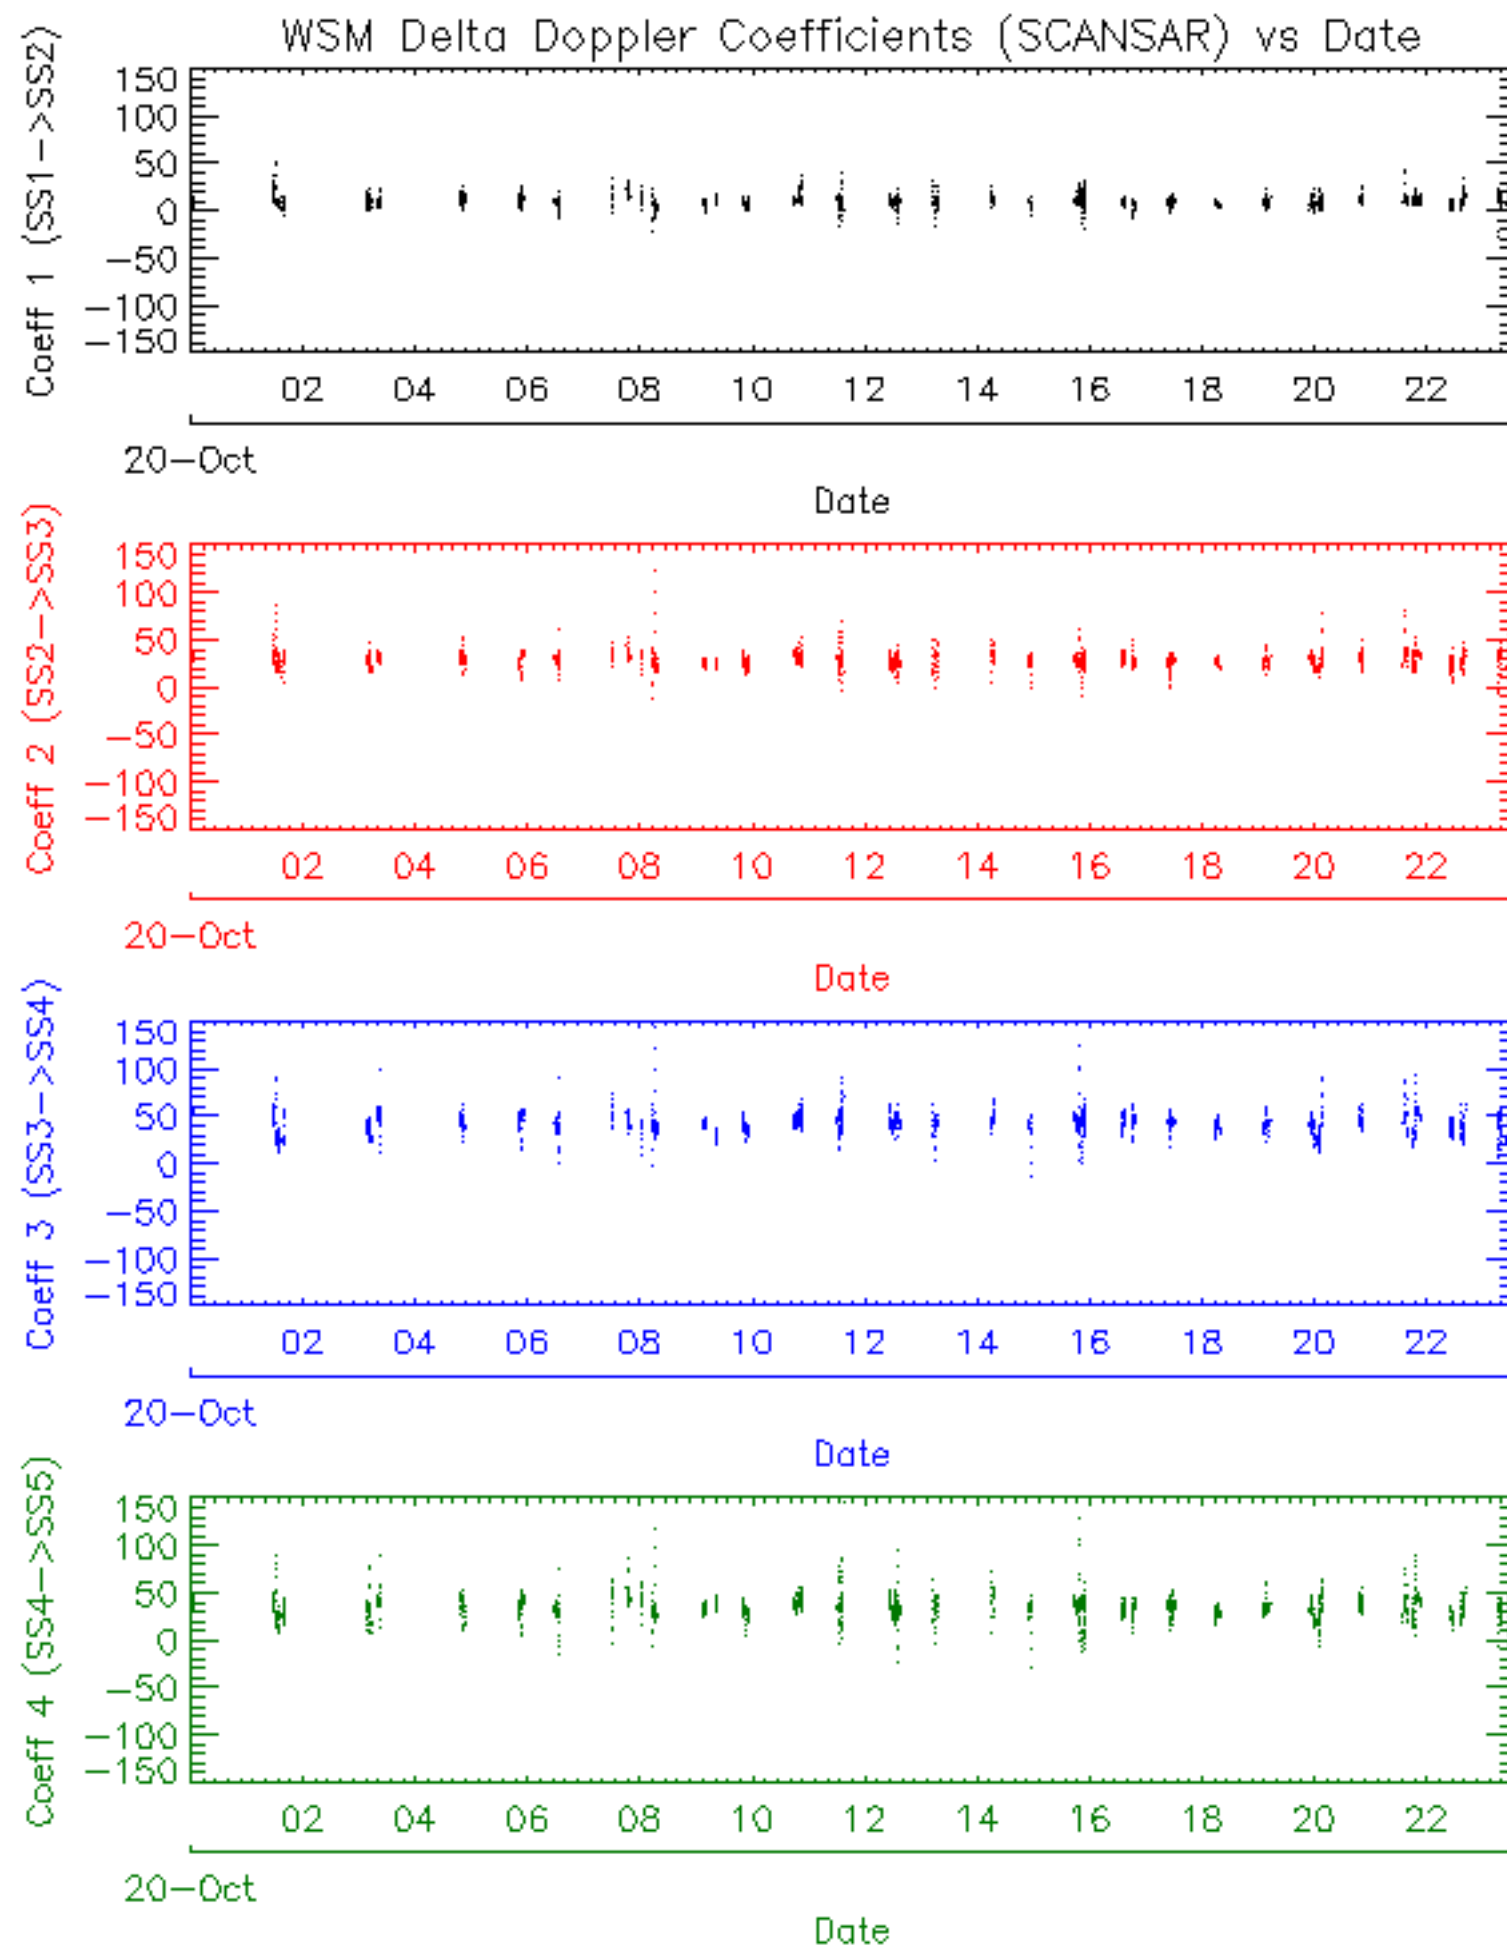 WSM Delta Doppler Coefficients (SCANSAR) vs Date
Coeff 1 (SS1->SS2)
150
100
50
0
-50
-100
-150
02 04 06 08 10 12 14 16 18 20 22
20-Oct
Date
Coeff 2 (SS2->SS3)
150
100
50
0
-50
-100
-150
02 04 06 08 10 12 14 16 18 20 22
20-Oct
Date
Coeff 3 (SS3->SS4)
150
100
50
0
-50
-100
-150
02 04 06 08 10 12 14 16 18 20 22
20-Oct
Date
Coeff 4 (SS4->SS5)
150
100
50
0
-50
-100
-150
02 04 06 08 10 12 14 16 18 20 22
20-Oct
Date